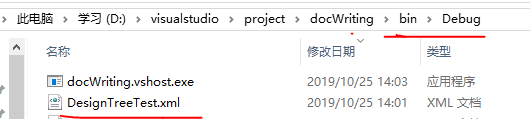 › 此电脑 › 学习 (D:) › visualstudio › project › docWriting › bin › Debug
名称 修改日期 类型
docWriting.vshost.exe 2019/10/25 14:03 应用程序
DesignTreeTest.xml 2019/10/25 14:01 XML 文档